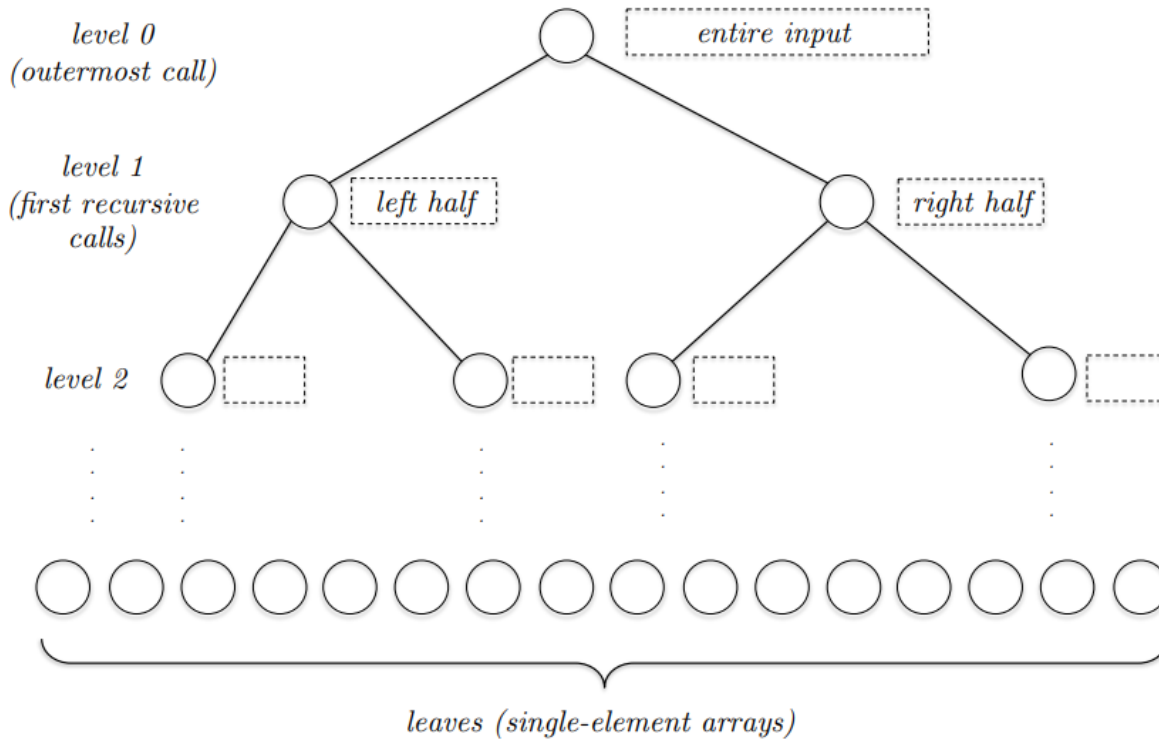 level 0
(outermost call)
entire input
level 1
(first recursive
calls)
left half
right half
level 2
leaves (single-element arrays)